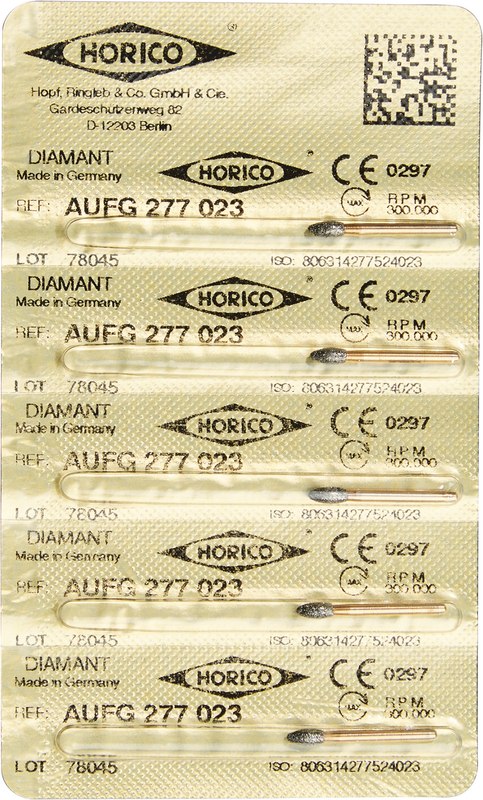 HORICO ®
Hopf, Ringleb & Co. GmbH & Cie.
Gardeschützenweg 82
D-12203 Berlin
DIAMANT
Made in Germany
HORICO ®
CE 0297
REF: AUFG 277 023
MAX RPM
300.000
LOT 78045 ISO: 806314277524023
DIAMANT
Made in Germany
HORICO ®
CE 0297
REF: AUFG 277 023
MAX RPM
300.000
LOT 78045 ISO: 806314277524023
DIAMANT
Made in Germany
HORICO ®
CE 0297
REF: AUFG 277 023
MAX RPM
300.000
LOT 78045 ISO: 806314277524023
DIAMANT
Made in Germany
HORICO ®
CE 0297
REF: AUFG 277 023
MAX RPM
300.000
LOT 78045 ISO: 806314277524023
DIAMANT
Made in Germany
HORICO ®
CE 0297
REF: AUFG 277 023
MAX RPM
300.000
LOT 78045 ISO: 806314277524023